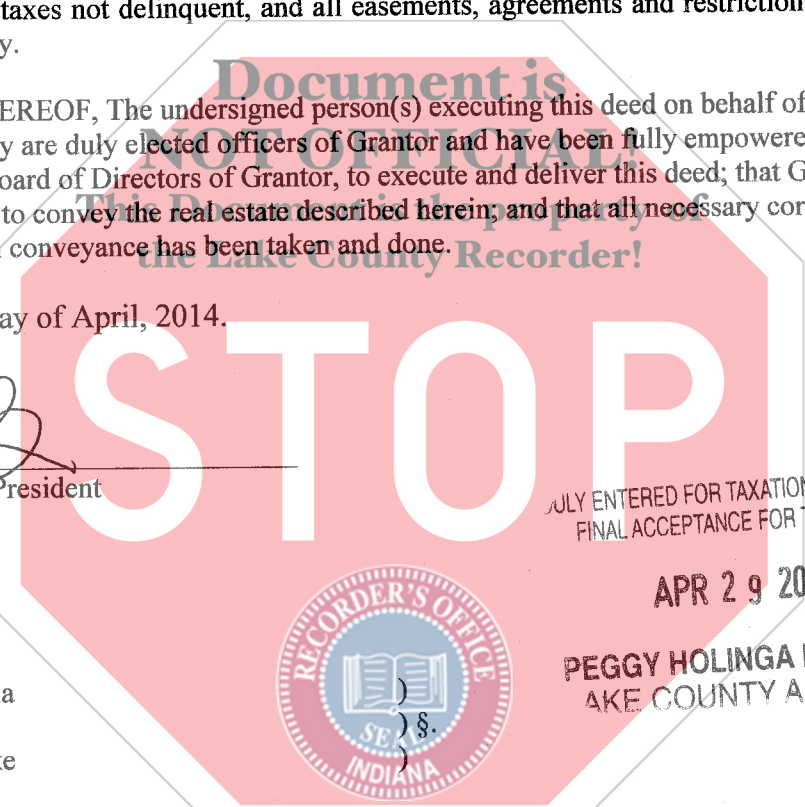 taxes not delinquent, and all easements, agreements and restriction
y.
Document is
EREOF, The undersigned person(s) executing this deed on behalf of
NOT OFFICIAL!
y are duly elected officers of Grantor and have been fully empowere
oard of Directors of Grantor, to execute and deliver this deed; that G
This Document is the property of
to convey the real estate described herein; and that all necessary cor
the Lake County Recorder!
conveyance has been taken and done.
ay of April, 2014.
STOP
President
ULY ENTERED FOR TAXATION
FINAL ACCEPTANCE FOR T
APR 29 20
PEGGY HOLINGA
AKE COUNTY A
RECORDER'S OFFICE
SEAL
INDIANA
)
) §.
)
a
te